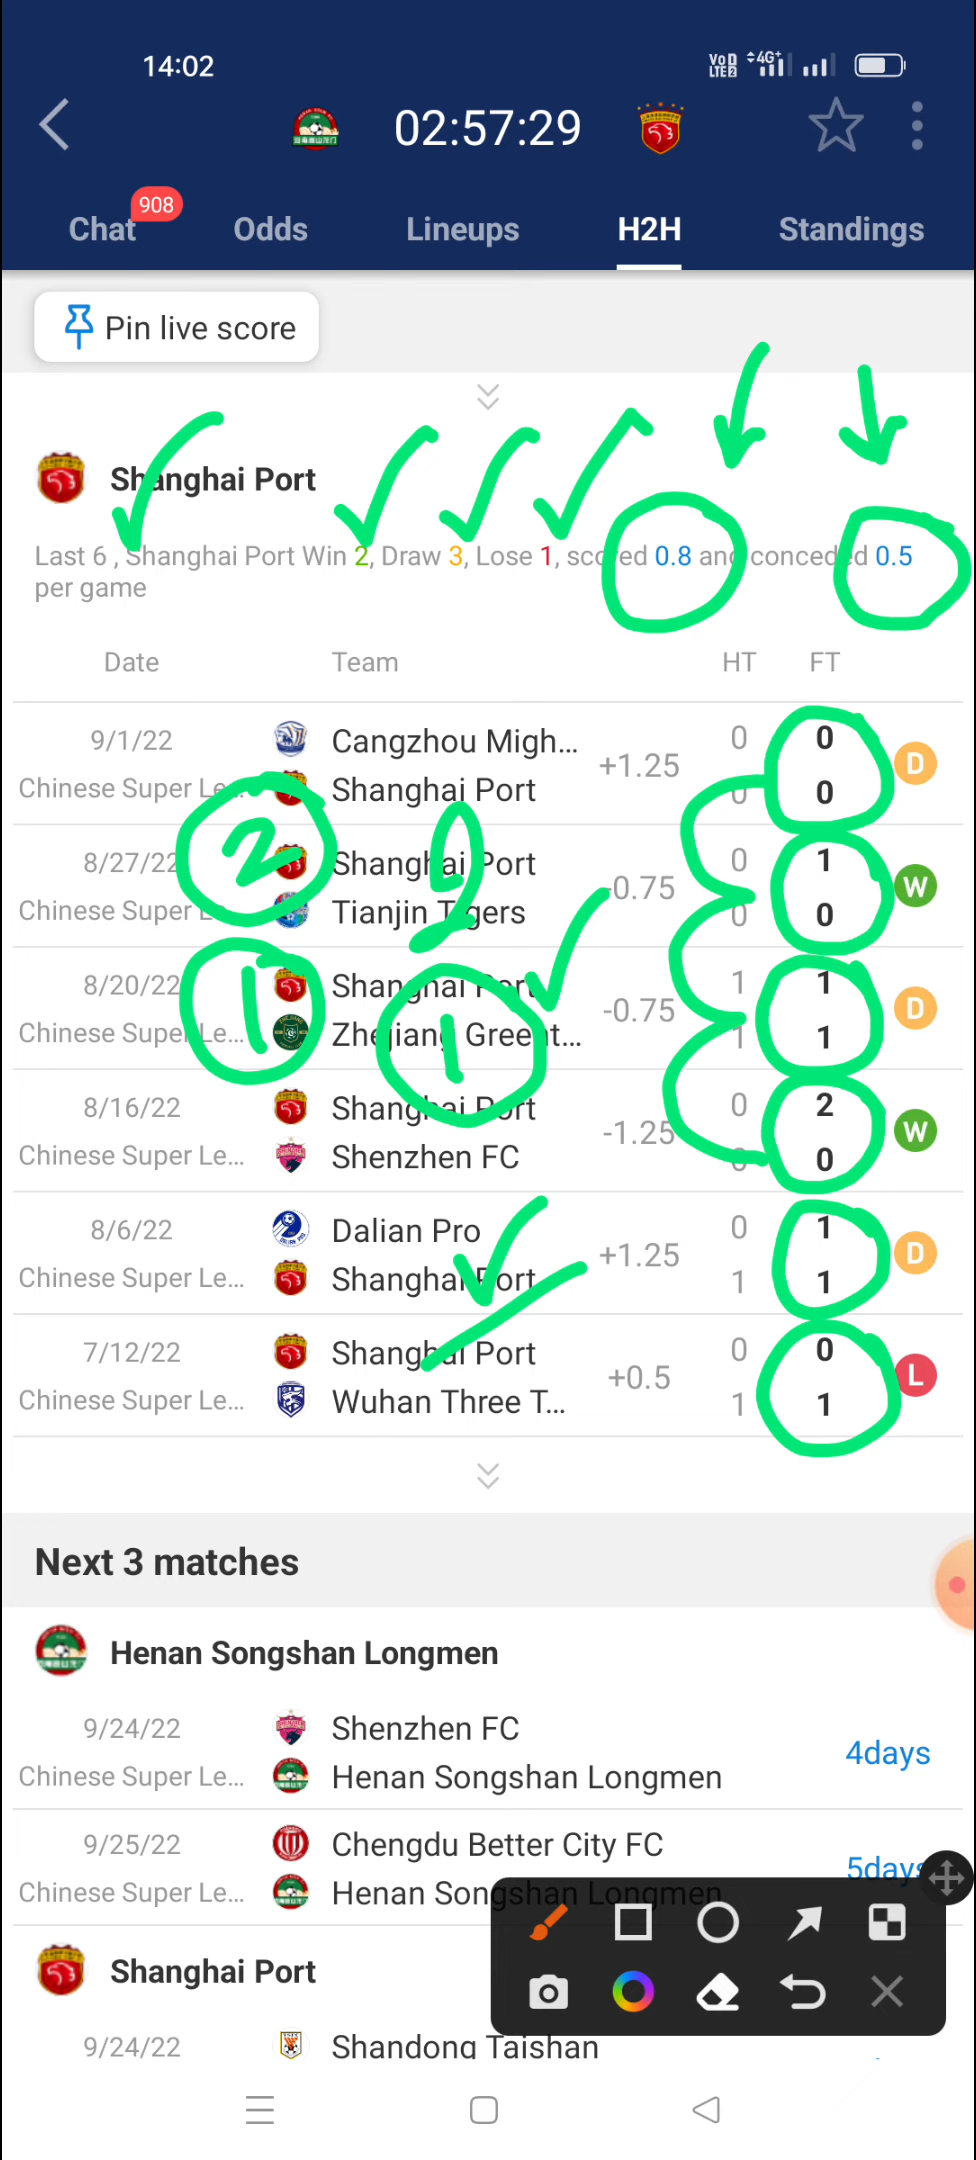 14:02
VoD LTE2 4G+
02:57:29
908
Chat Odds Lineups H2H Standings
Pin live score
Shanghai Port
Last 6 , Shanghai Port Win 2, Draw 3, Lose 1, scored 0.8 and conceded 0.5
per game
Date Team HT FT
9/1/22 Cangzhou Migh... 0 0
+1.25 D
Chinese Super Le... Shanghai Port 0 0
2
8/27/22 Shanghai Port 1 0
-0.75 W
Chinese Super Le... Tianjin Tigers 0 0
2
8/20/22 Shanghai Port 1 1
-0.75 D
Chinese Super Le... Zhejiang Greent... 1 1
1 1
8/16/22 Shanghai Port 0 2
-1.25 W
Chinese Super Le... Shenzhen FC 0 0
8/6/22 Dalian Pro 0 1
+1.25 D
Chinese Super Le... Shanghai Port 1 1
7/12/22 Shanghai Port 0 0
+0.5 L
Chinese Super Le... Wuhan Three T... 1 1
Next 3 matches
Henan Songshan Longmen
9/24/22 Shenzhen FC
4days
Chinese Super Le... Henan Songshan Longmen
9/25/22 Chengdu Better City FC
5days
Chinese Super Le... Henan Songshan Longmen
Shanghai Port
9/24/22 Shandong Taishan